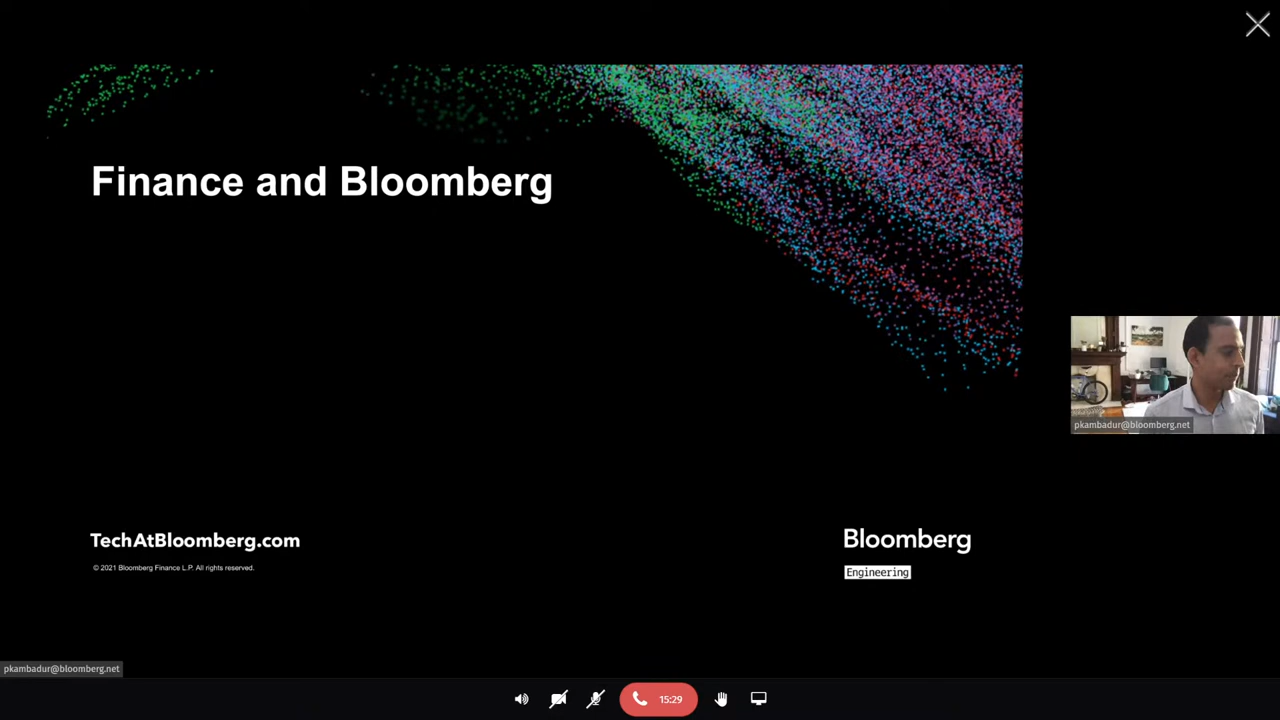 Finance and Bloomberg
pkambadur@bloomberg.net
TechAtBloomberg.com
Bloomberg
© 2021 Bloomberg Finance L.P. All rights reserved.
Engineering
pkambadur@bloomberg.net
15:29